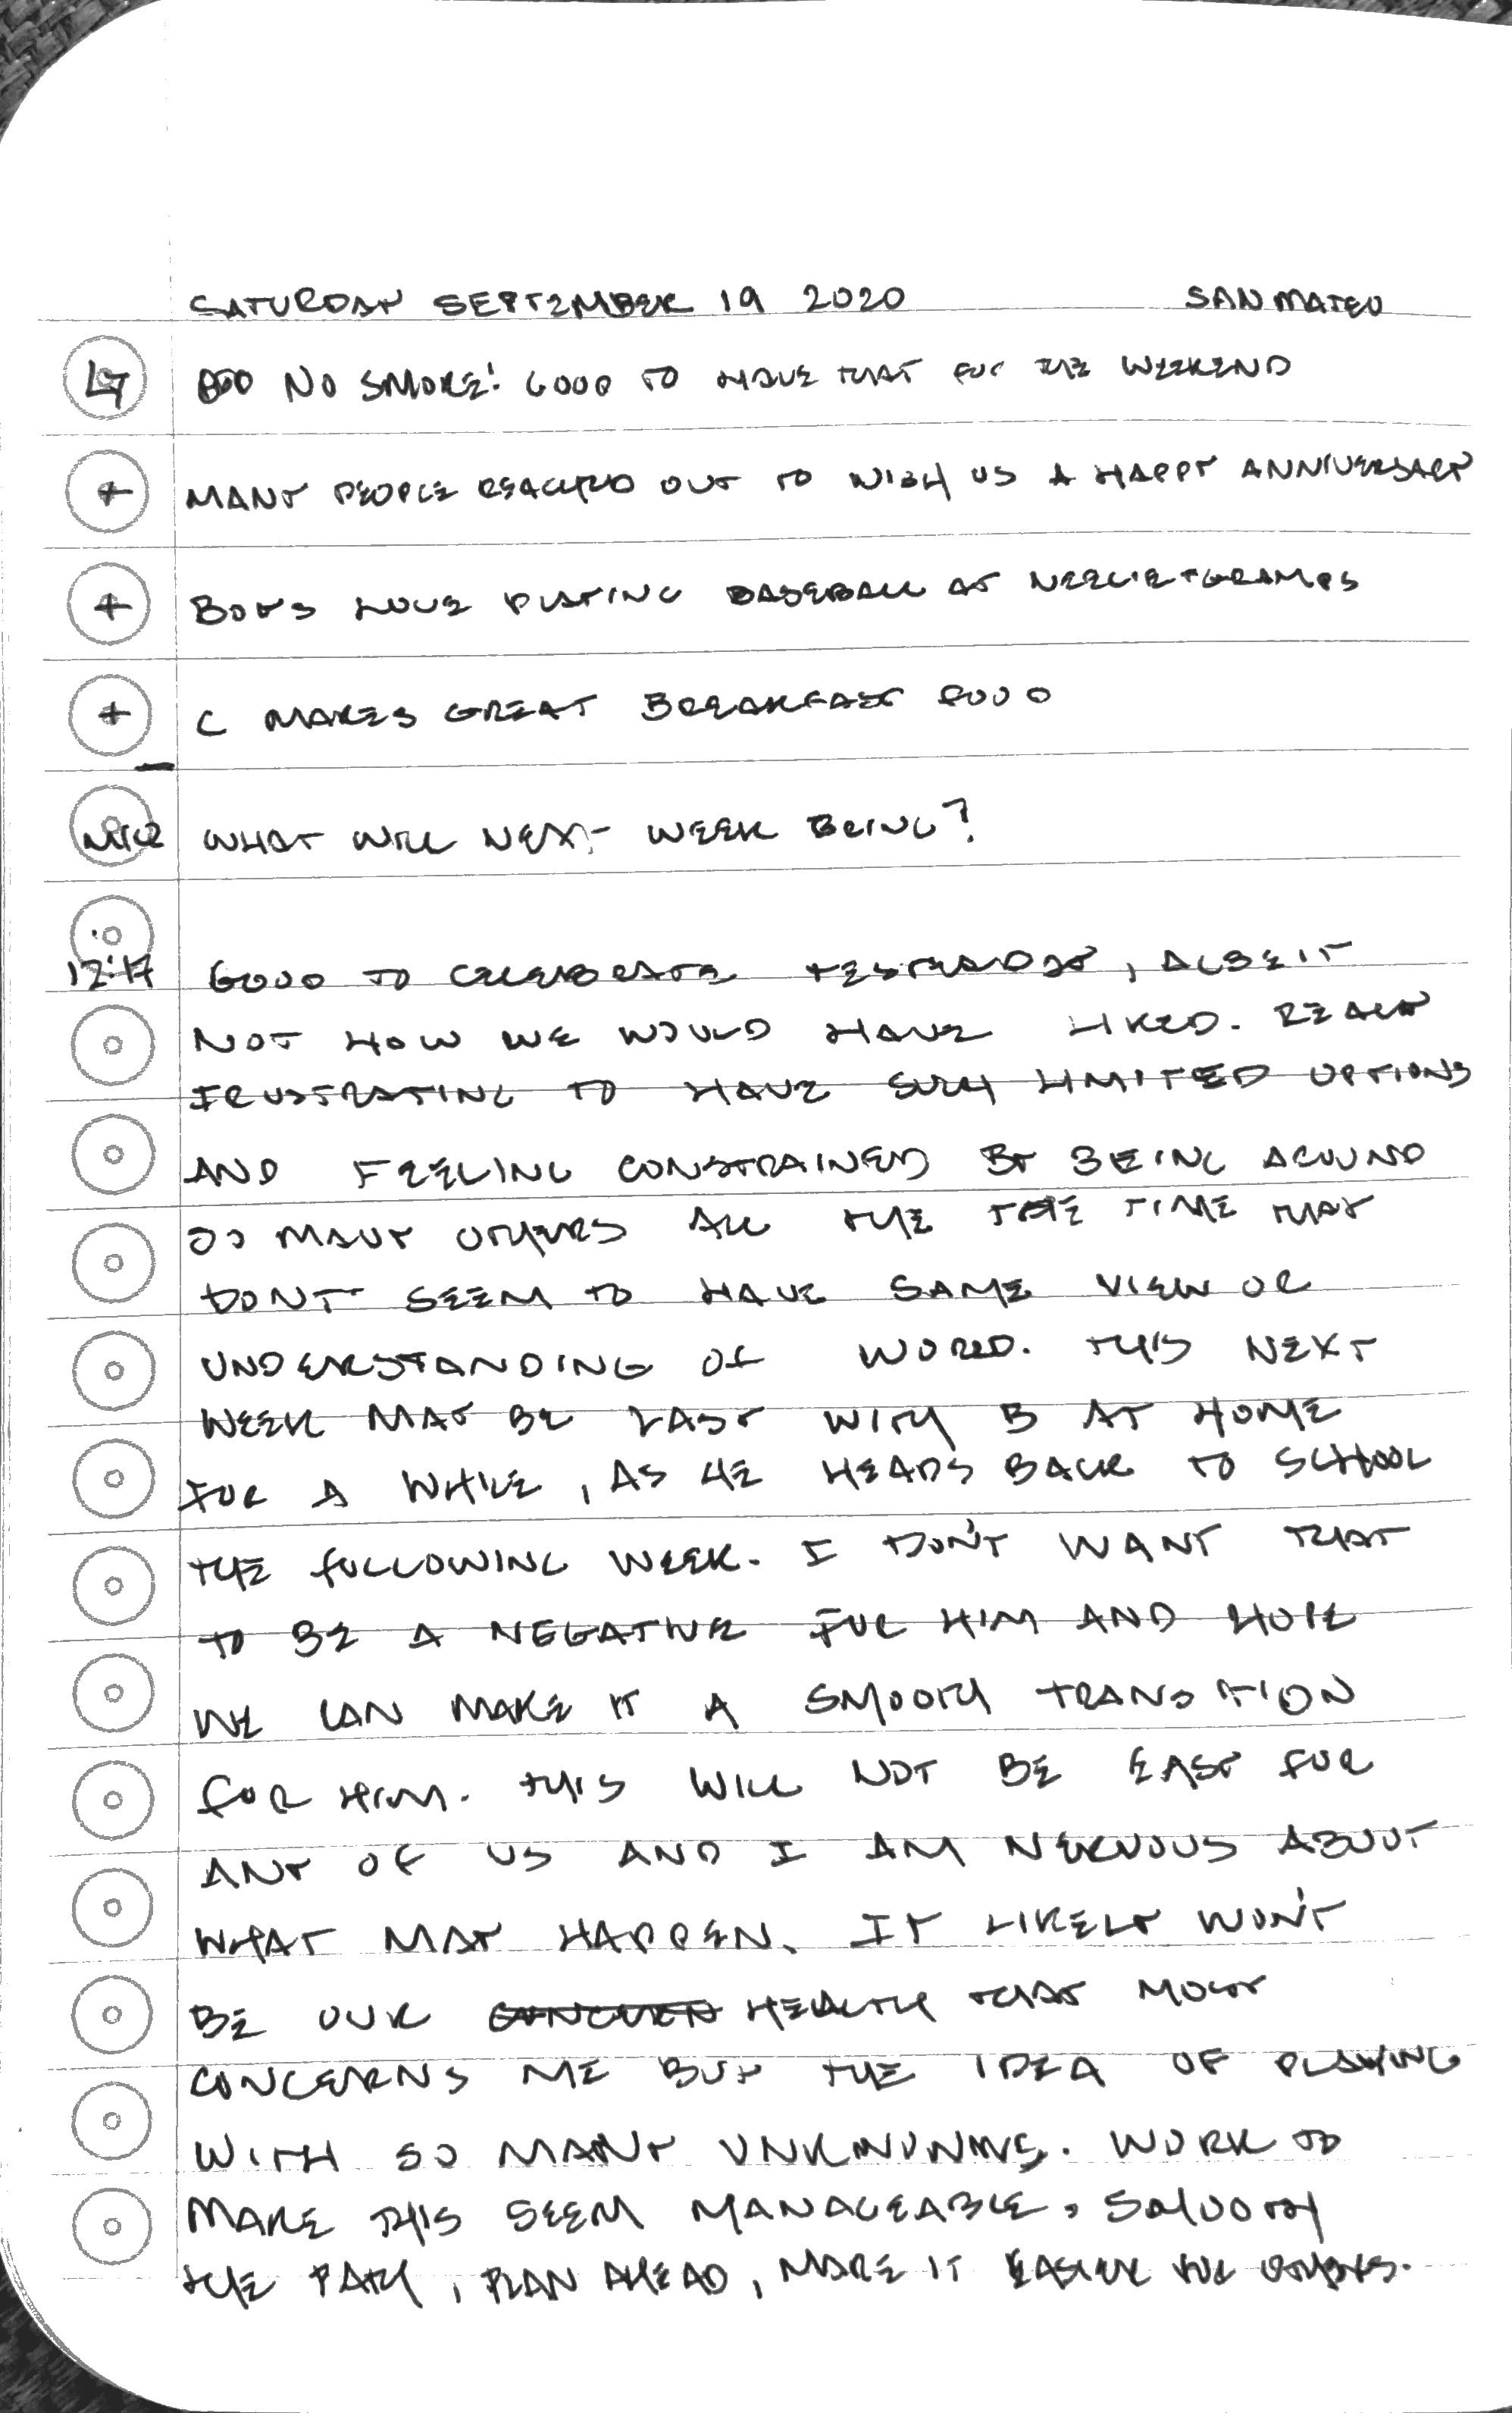 SATURDAY SEPTEMBER 19 2020 SAN MATEO
NO SMOKE! GOOD TO HAVE THAT FOR THE WEEKEND
+ MANY PEOPLE REACHED OUT TO WISH US A HAPPY ANNIVERSARY
+ BOYS LOVE PLAYING BASEBALL AT + GRAMPS
+ C MAKES GREAT BREAKFAST FOOD
WHAT WILL NEXT WEEK BRING?
12:17 GOOD TO CELEBRATE YESTERDAY, ALBEIT
NOT HOW WE WOULD HAVE LIKED. REALLY
FRUSTRATING TO HAVE SUCH LIMITED OPTIONS
AND FEELING CONSTRAINED BY BEING AROUND
SO MANY OTHERS ALL THE TIME THAT
DONT SEEM TO HAVE SAME VIEW OR
UNDERSTANDING OF WORLD. THIS NEXT
WEEK MAY BE LAST WITH B AT HOME
FOR A WHILE, AS HE HEADS BACK TO SCHOOL
THE FOLLOWING WEEK. I DON'T WANT THAT
TO BE A NEGATIVE FOR HIM AND HOPE
WE CAN MAKE IT A SMOOTH TRANSITION
FOR HIM. THIS WILL NOT BE EASY FOR
ANY OF US AND I AM NERVOUS ABOUT
WHAT MAY HAPPEN. IT LIKELY WON'T
BE OUR HEALTH THAT MOST
CONCERNS ME BUT THE IDEA OF PLANNING
WITH SO MANY UNKNOWNS. WORK TO
MAKE THIS SEEM MANAGEABLE. SMOOTH
THE PATH, PLAN AHEAD, MAKE IT EASIER FOR OTHERS.